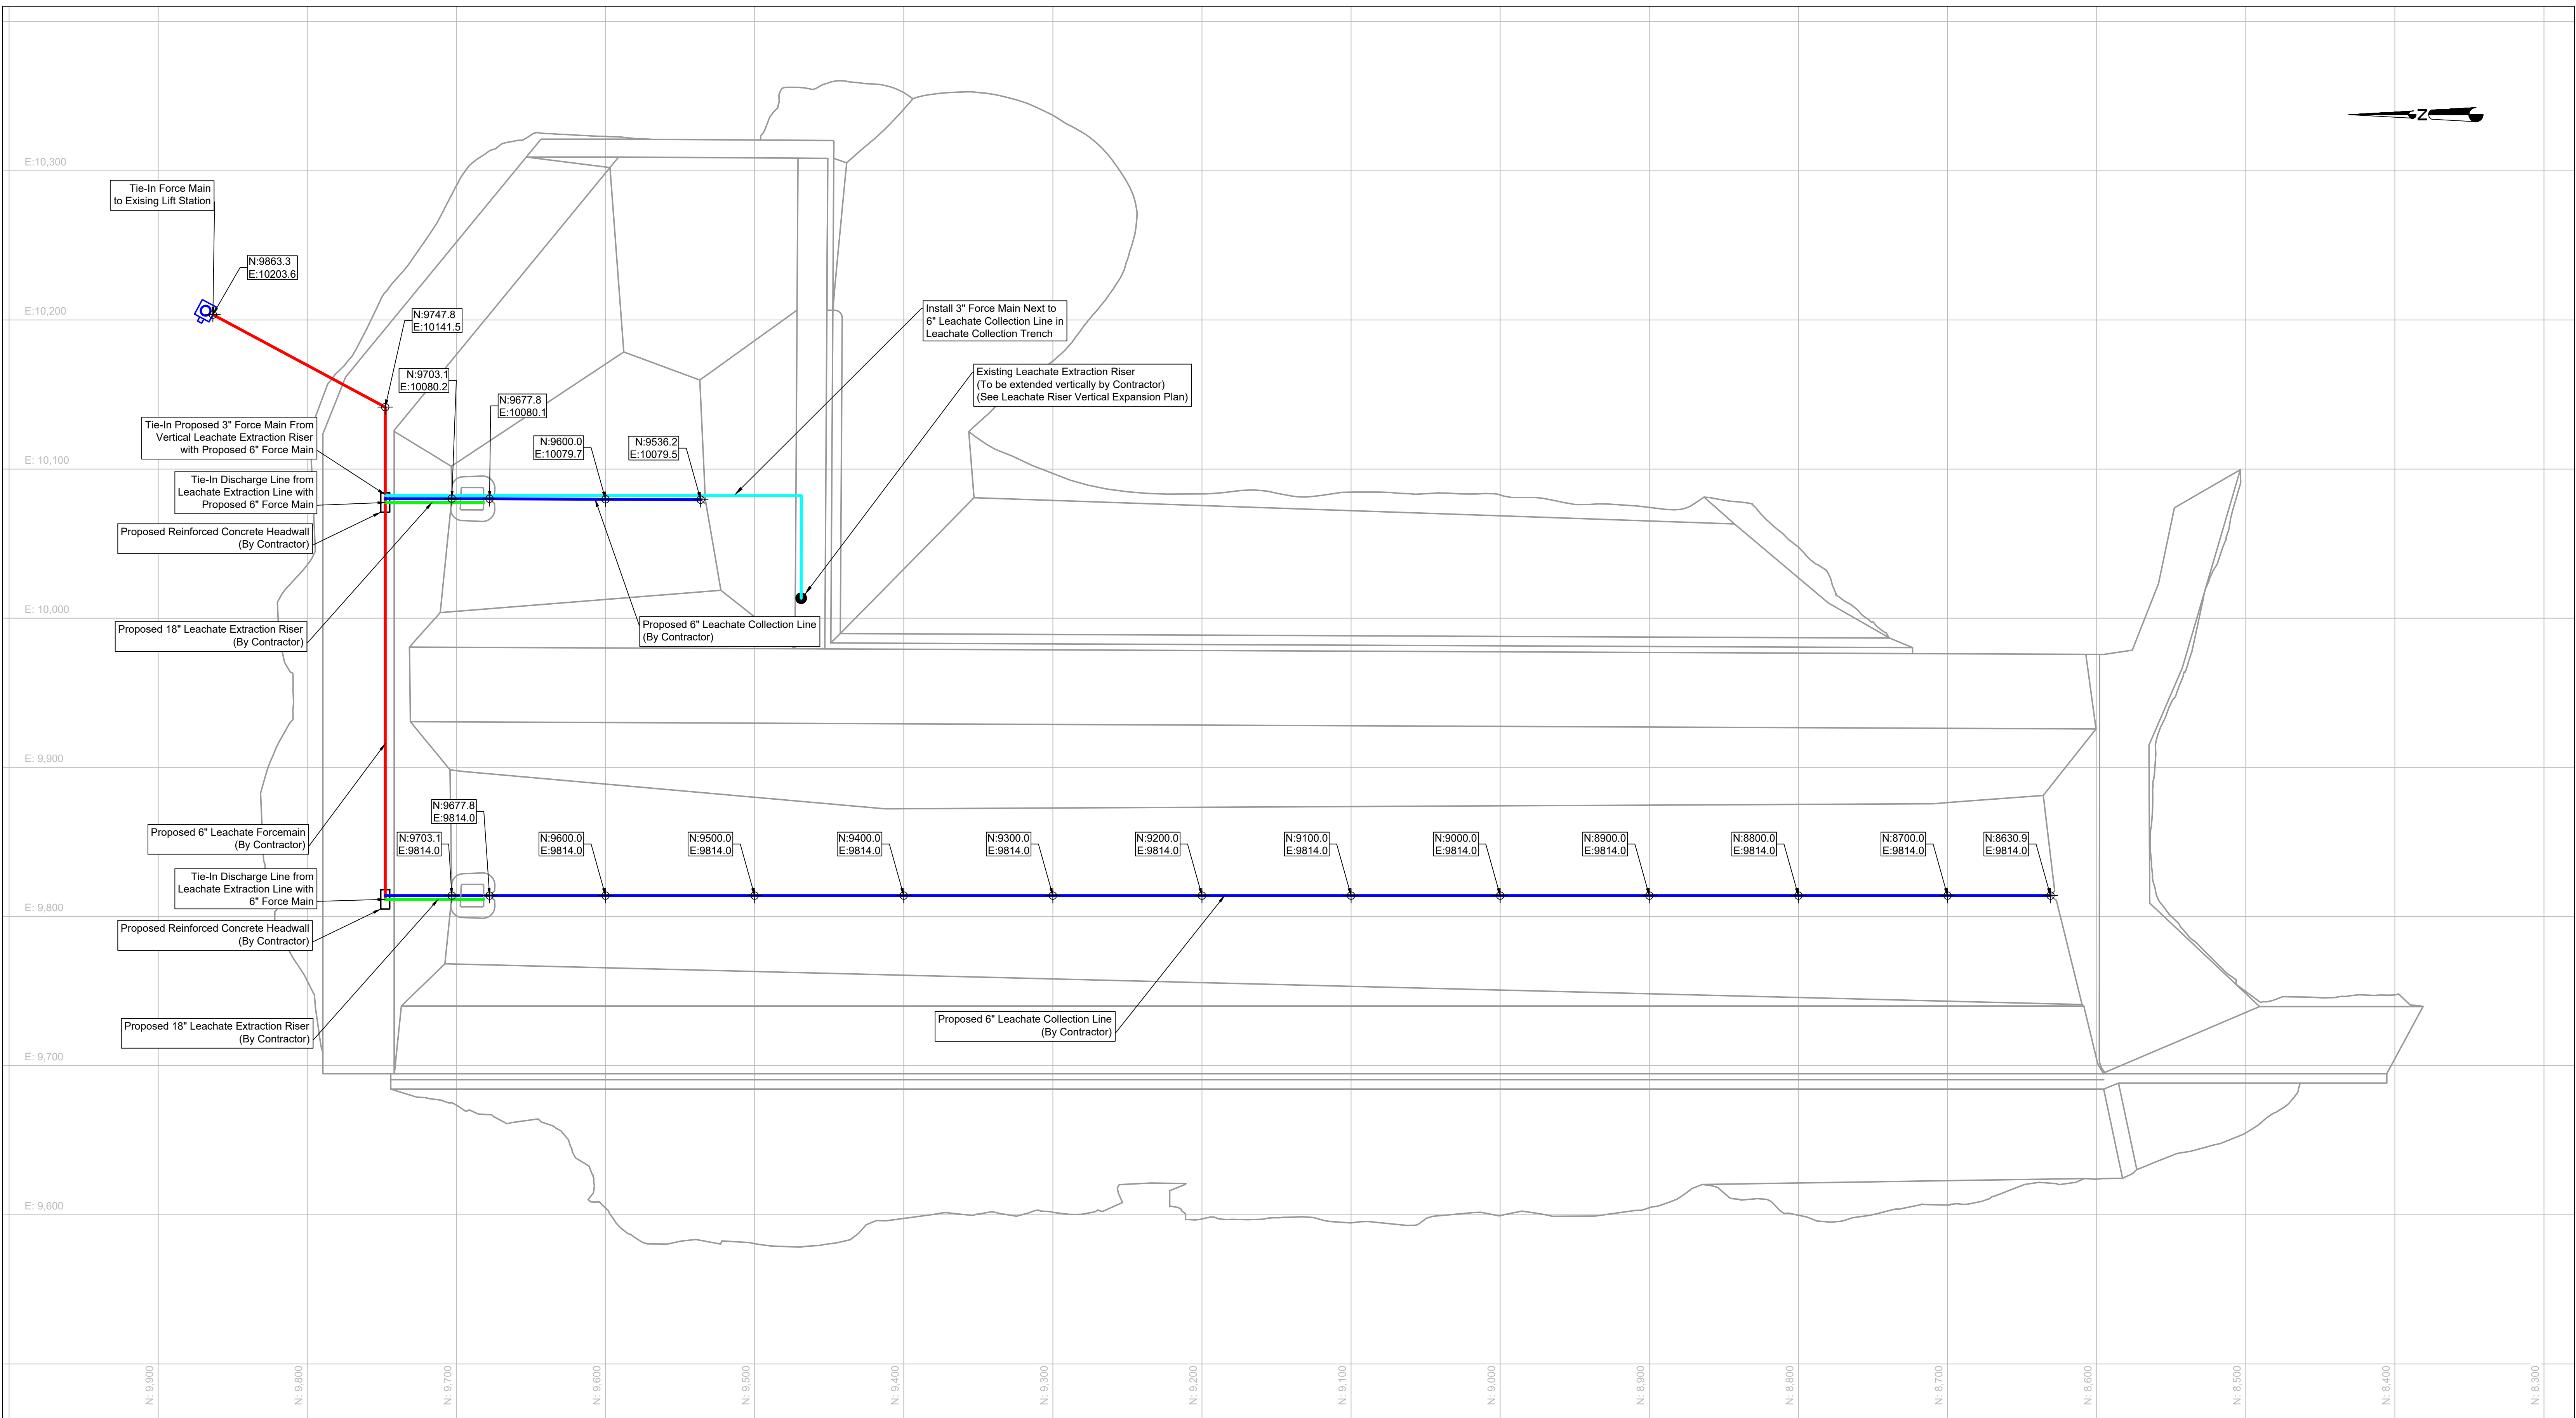 Z
E:10,300
Tie-In Force Main
to Exising Lift Station
N:9863.3
E:10203.6
E:10,200
N:9747.8
E:10141.5
Install 3" Force Main Next to
6" Leachate Collection Line in
Leachate Collection Trench
N:9703.1
E:10080.2
Existing Leachate Extraction Riser
(To be extended vertically by Contractor)
(See Leachate Riser Vertical Expansion Plan)
N:9677.8
E:10080.1
Tie-In Proposed 3" Force Main From
Vertical Leachate Extraction Riser
with Proposed 6" Force Main
N:9600.0
E:10079.7
N:9536.2
E:10079.5
E: 10,100
Tie-In Discharge Line from
Leachate Extraction Line with
Proposed 6" Force Main
Proposed Reinforced Concrete Headwall
(By Contractor)
E: 10,000
Proposed 18" Leachate Extraction Riser
(By Contractor)
Proposed 6" Leachate Collection Line
(By Contractor)
E: 9,900
N:9677.8
E:9814.0
Proposed 6" Leachate Forcemain
(By Contractor)
N:9703.1
E:9814.0
N:9600.0
E:9814.0
N:9500.0
E:9814.0
N:9400.0
E:9814.0
N:9300.0
E:9814.0
N:9200.0
E:9814.0
N:9100.0
E:9814.0
N:9000.0
E:9814.0
N:8900.0
E:9814.0
N:8800.0
E:9814.0
N:8700.0
E:9814.0
N:8630.9
E:9814.0
Tie-In Discharge Line from
Leachate Extraction Line with
6" Force Main
E: 9,800
Proposed Reinforced Concrete Headwall
(By Contractor)
Proposed 18" Leachate Extraction Riser
(By Contractor)
Proposed 6" Leachate Collection Line
(By Contractor)
E: 9,700
E: 9,600
N: 9,900
N: 9,800
N: 9,700
N: 9,600
N: 9,500
N: 9,400
N: 9,300
N: 9,200
N: 9,100
N: 9,000
N: 8,900
N: 8,800
N: 8,700
N: 8,600
N: 8,500
N: 8,400
N: 8,300